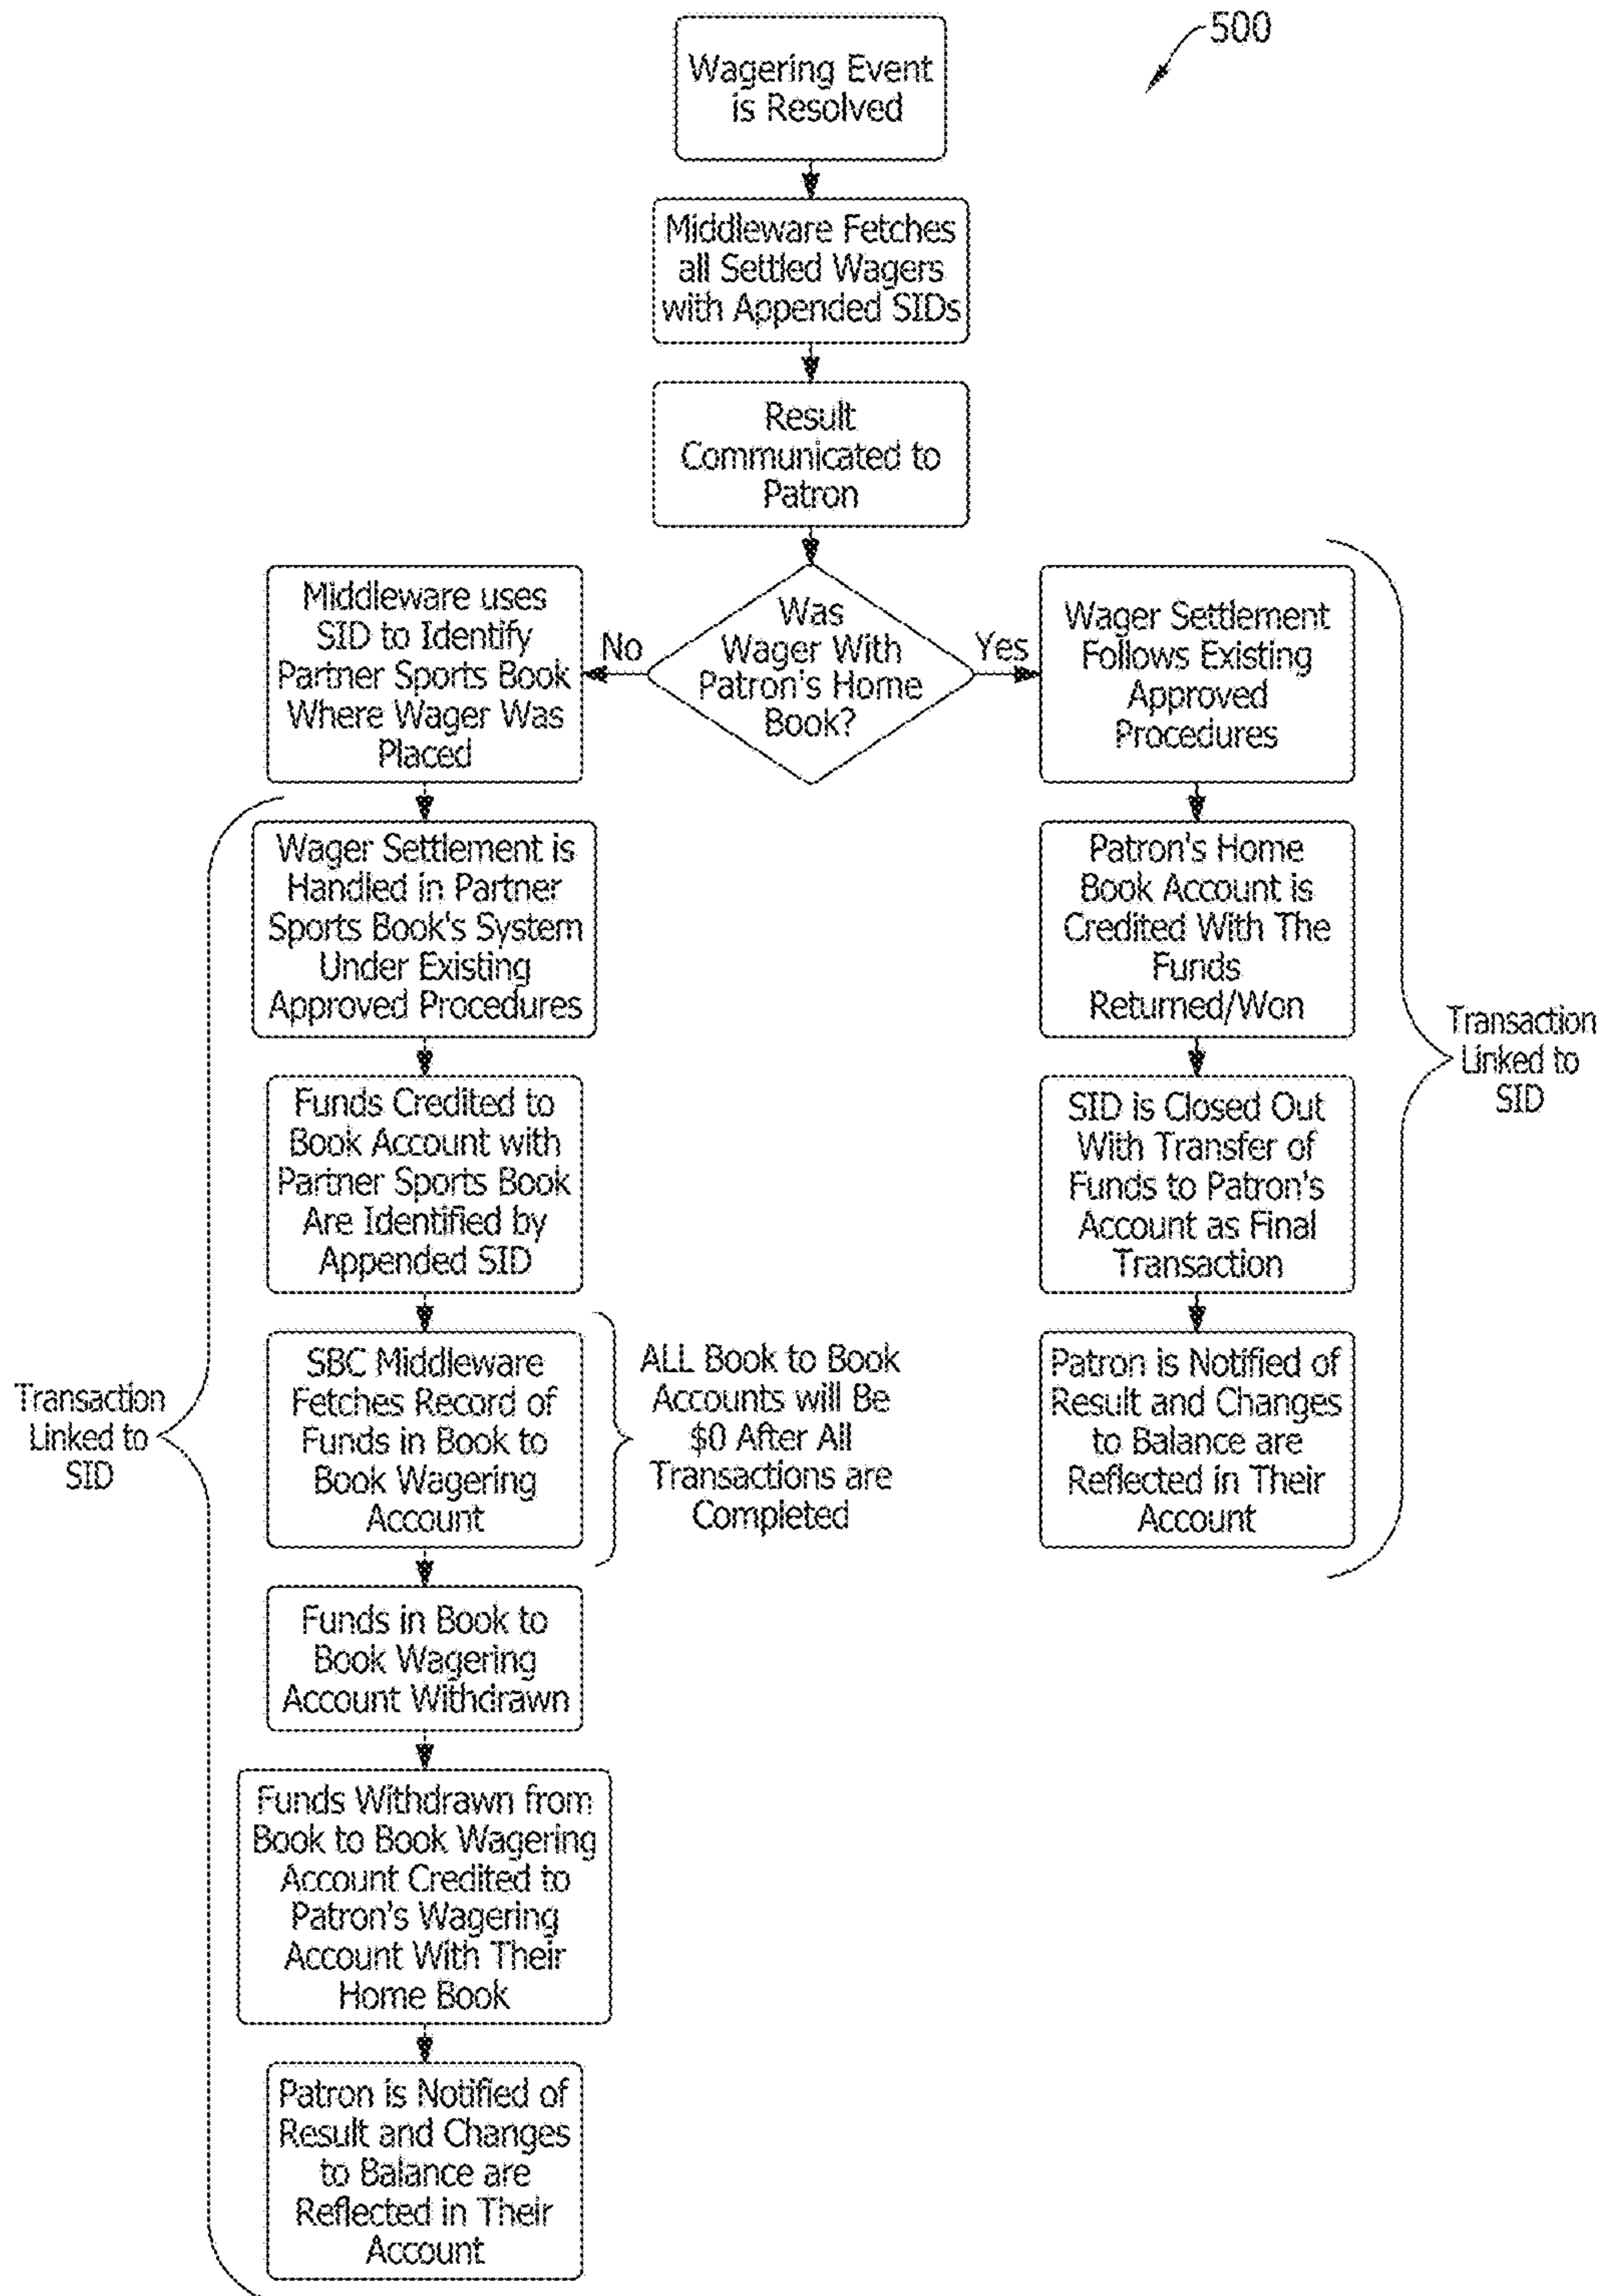 500
Wagering Event
is Resolved
Middleware Fetches
all Settled Wagers
with Appended SIDs
Result
Communicated to
Patron
Was
Wager With
Patron's Home
Book?
No
Yes
Middleware uses
SID to Identify
Partner Sports Book
Where Wager Was
Placed
Wager Settlement is
Handled in Partner
Sports Book's System
Under Existing
Approved Procedures
Funds Credited to
Book Account with
Partner Sports Book
Are Identified by
Appended SID
SBC Middleware
Fetches Record of
Funds in Book to
Book Wagering
Account
ALL Book to Book
Accounts will Be
$0 After All
Transactions are
Completed
Funds in Book to
Book Wagering
Account Withdrawn
Funds Withdrawn from
Book to Book Wagering
Account Credited to
Patron's Wagering
Account With Their
Home Book
Patron is Notified of
Result and Changes
to Balance are
Reflected in Their
Account
Transaction
Linked to
SID
Wager Settlement
Follows Existing
Approved
Procedures
Patron's Home
Book Account is
Credited With The
Funds
Returned/Won
SID is Closed Out
With Transfer of
Funds to Patron's
Account as Final
Transaction
Patron is Notified of
Result and Changes
to Balance are
Reflected in Their
Account
Transaction
Linked to
SID